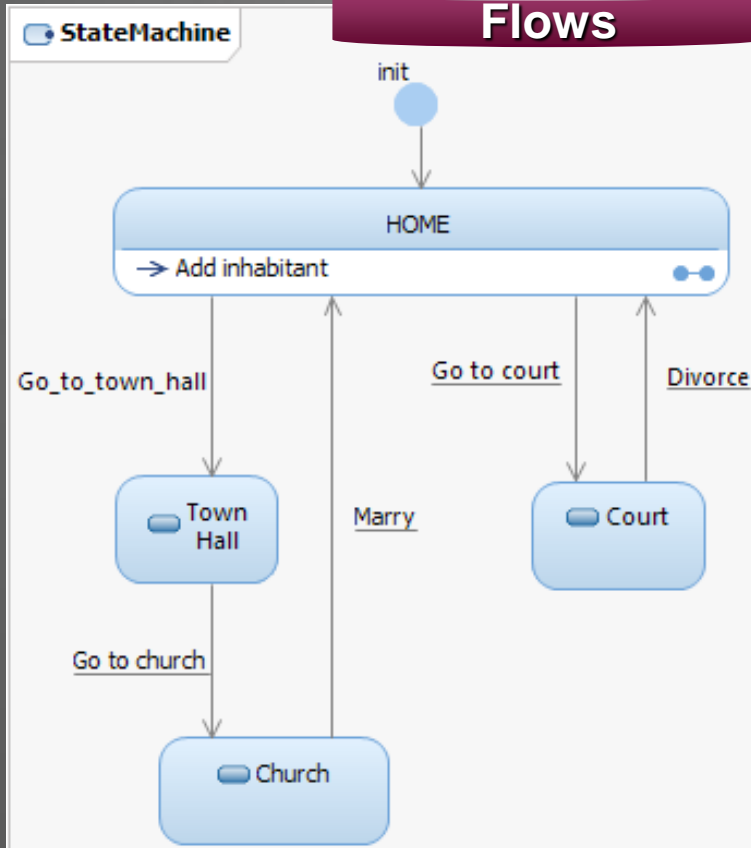 Flows
StateMachine
init
HOME
Add inhabitant
Go_to_town_hall
Go to court
Divorce
Town
Hall
Marry
Court
Go to church
Church